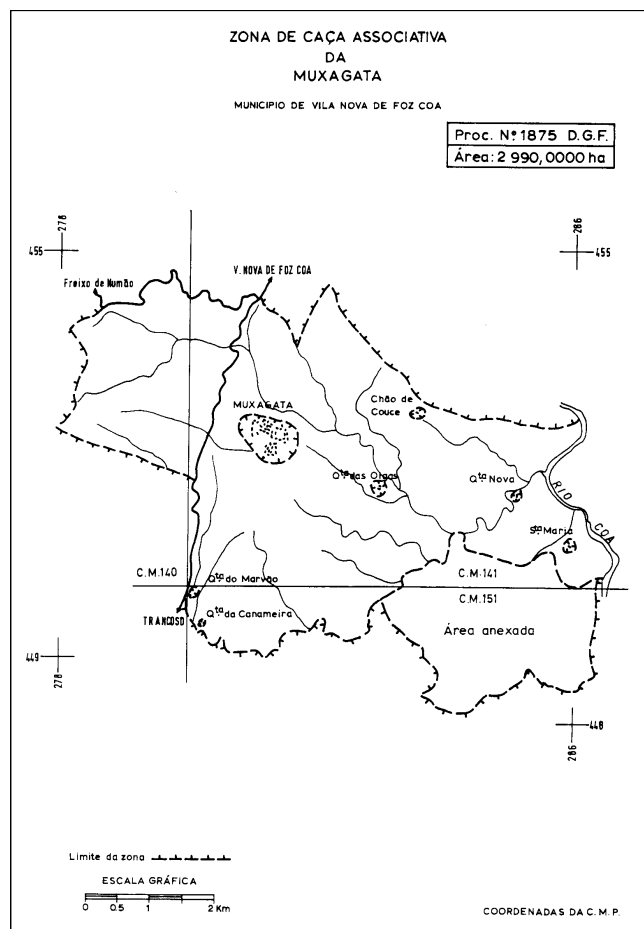 ZONA DE CAÇA ASSOCIATIVA
DA
MUXAGATA
MUNICIPIO DE VILA NOVA DE FOZ COA
Proc. Nº 1875 D.G.F.
Área: 2 990,0000 ha
278
286
455
455
V. NOVA DE FOZ COA
Freixo de Numão
Chão de
Couce
MUXAGATA
Qta das Olgas
Qta Nova
RIO
COA
Sta Maria
C.M.140
C.M.141
Qta do Marvão
C.M.151
TRANCOSO
Qta da Canameira
Área anexada
449
278
448
286
Limite da zona
ESCALA GRÁFICA
0 0.5 1 2 Km
COORDENADAS DA C.M.P.